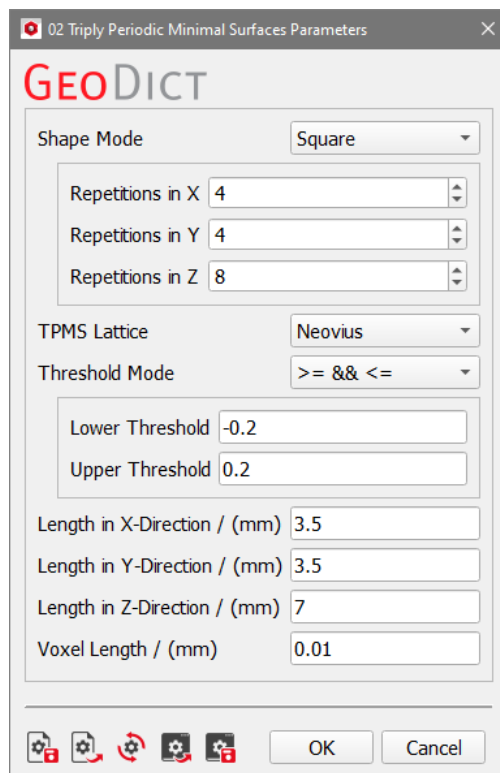 02 Triply Periodic Minimal Surfaces Parameters
GEODICT
Shape Mode Square
Repetitions in X 4
Repetitions in Y 4
Repetitions in Z 8
TPMS Lattice Neovius
Threshold Mode >= && <=
Lower Threshold -0.2
Upper Threshold 0.2
Length in X-Direction / (mm) 3.5
Length in Y-Direction / (mm) 3.5
Length in Z-Direction / (mm) 7
Voxel Length / (mm) 0.01
OK Cancel